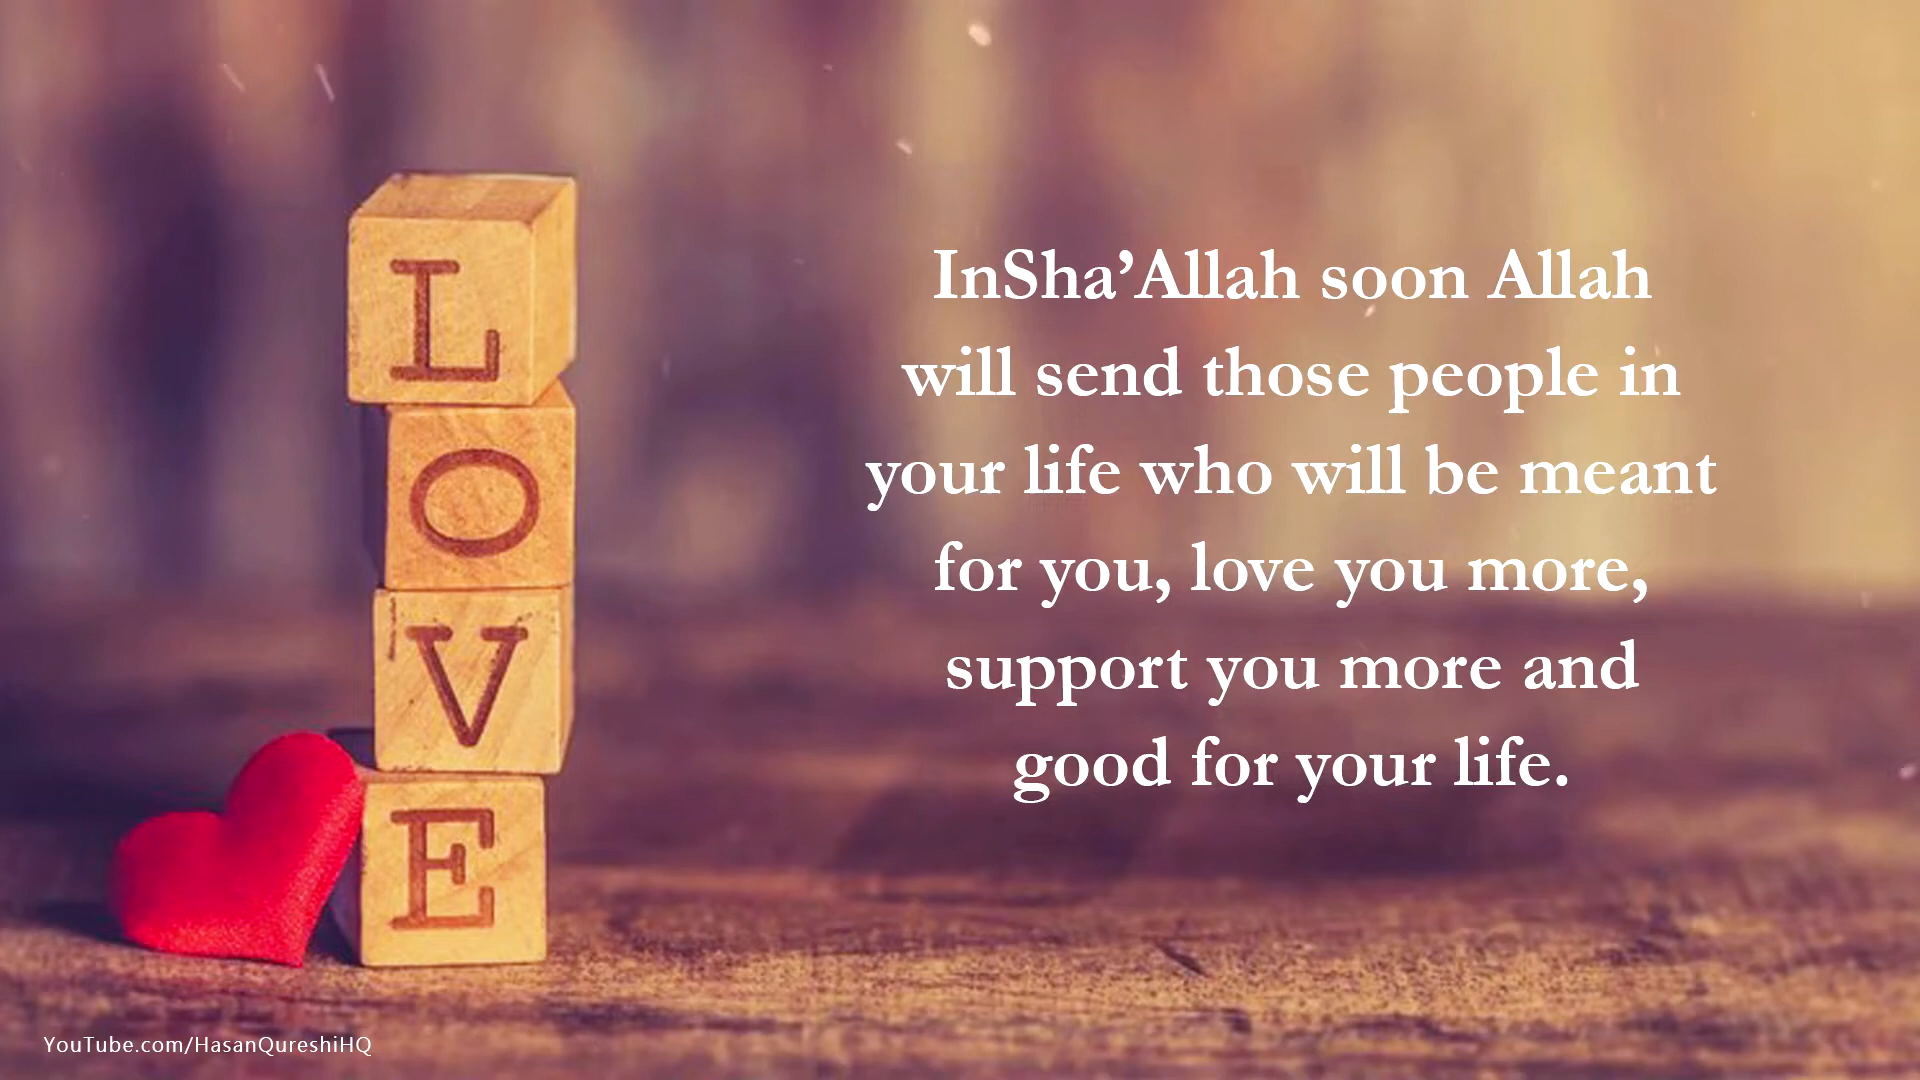 L
O
V
E
InSha’Allah soon Allah
will send those people in
your life who will be meant
for you, love you more,
support you more and
good for your life.
YouTube.com/HasanQureshiHQ